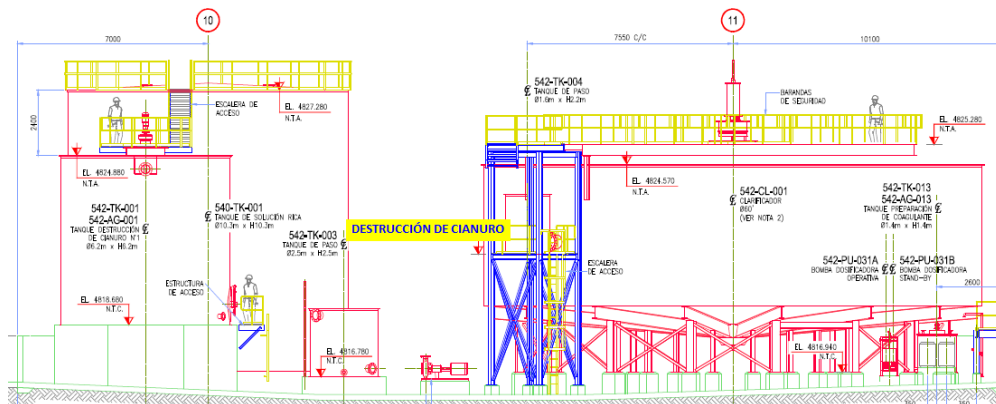 10
11
7000
7550 C/C
10100
542-TK-004
TANQUE DE PASO
Ø1.6m x H2.2m
ESCALERA DE
ACCESO
EL. 4827.280
N.T.A.
BARANDAS
DE SEGURIDAD
2400
EL. 4825.280
N.T.A.
EL. 4824.880
N.T.A.
EL. 4824.570
N.T.A.
542-TK-001
542-AG-001
TANQUE DESTRUCCIÓN
DE CIANURO N°1
Ø6.2m x H6.2m
540-TK-001
TANQUE DE SOLUCIÓN RICA
Ø10.3m x H10.3m
542-TK-003
TANQUE DE PASO
Ø2.5m x H2.5m
DESTRUCCIÓN DE CIANURO
542-CL-001
CLARIFICADOR
Ø60'
(VER NOTA 2)
542-TK-013
542-AG-013
TANQUE PREPARACIÓN
DE COAGULANTE
Ø1.4m x H1.4m
542-PU-031A
BOMBA DOSIFICADORA
OPERATIVA
542-PU-031B
BOMBA DOSIFICADORA
STAND-BY
ESCALERA
DE ACCESO
ESTRUCTURA
DE ACCESO
2600
EL. 4816.680
N.T.C.
EL. 4816.780
N.T.C.
EL. 4816.940
N.T.C.